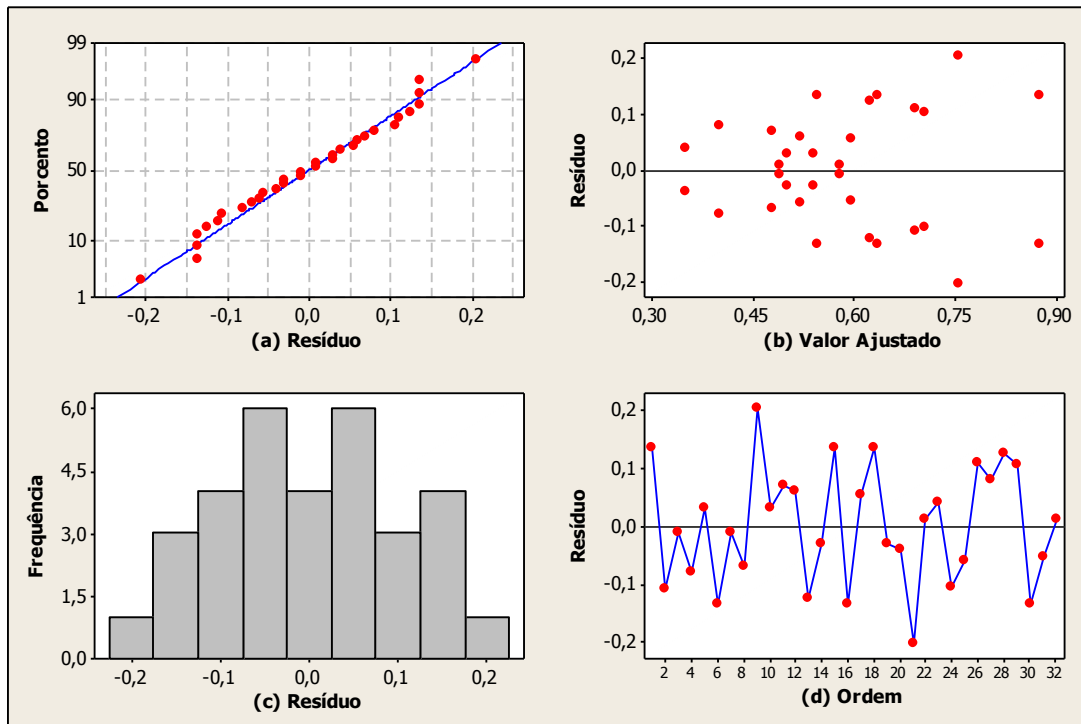 99
90
50
10
1
Porcento
-0,2 -0,1 0,0 0,1 0,2
(a) Resíduo
0,2
0,1
0,0
-0,1
-0,2
Resíduo
0,30 0,45 0,60 0,75 0,90
(b) Valor Ajustado
6,0
4,5
3,0
1,5
0,0
Frequência
-0,2 -0,1 0,0 0,1 0,2
(c) Resíduo
0,2
0,1
0,0
-0,1
-0,2
Resíduo
2 4 6 8 10 12 14 16 18 20 22 24 26 28 30 32
(d) Ordem